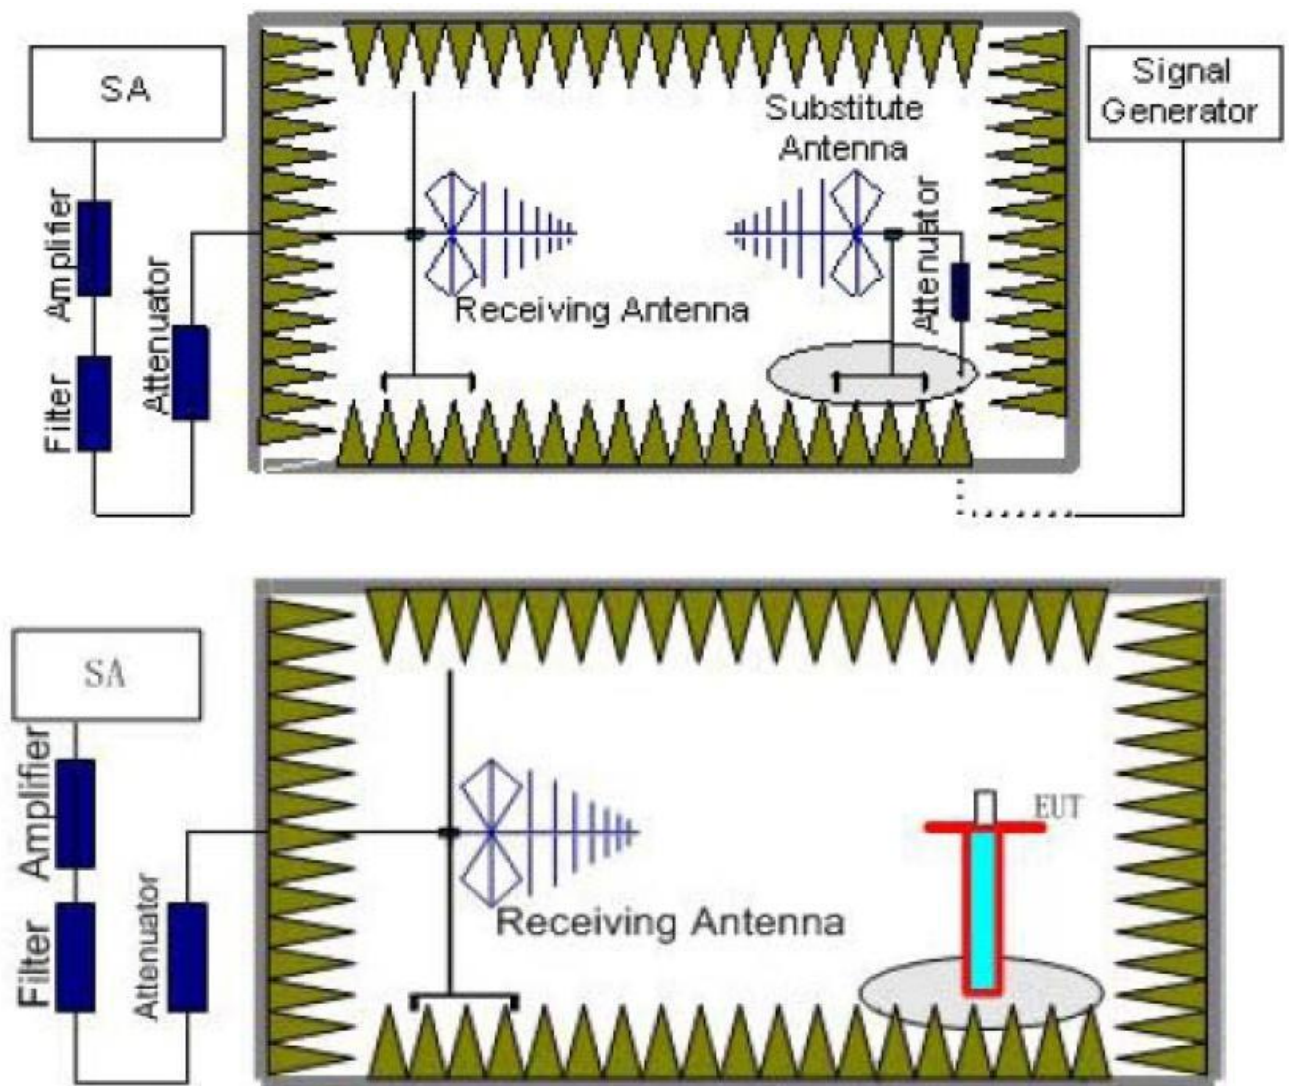 SA
Signal
Generator
Substitute
Antenna
Amplifier
Attenuator
Attenuator
Receiving Antenna
Filter
SA
Amplifier
EUT
Receiving Antenna
Filter
Attenuator